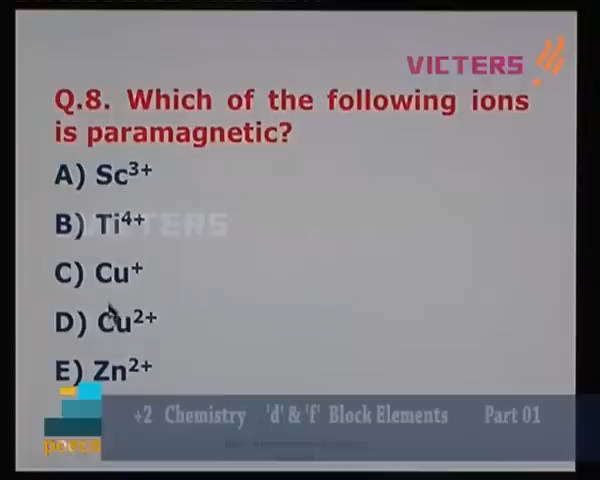 VICTERS
Q.8. Which of the following ions
is paramagnetic?
A) Sc³⁺
B) Ti⁴⁺
VICTERS
C) Cu⁺
D) Cu²⁺
E) Zn²⁺
+2 Chemistry 'd' & 'f' Block Elements Part 01